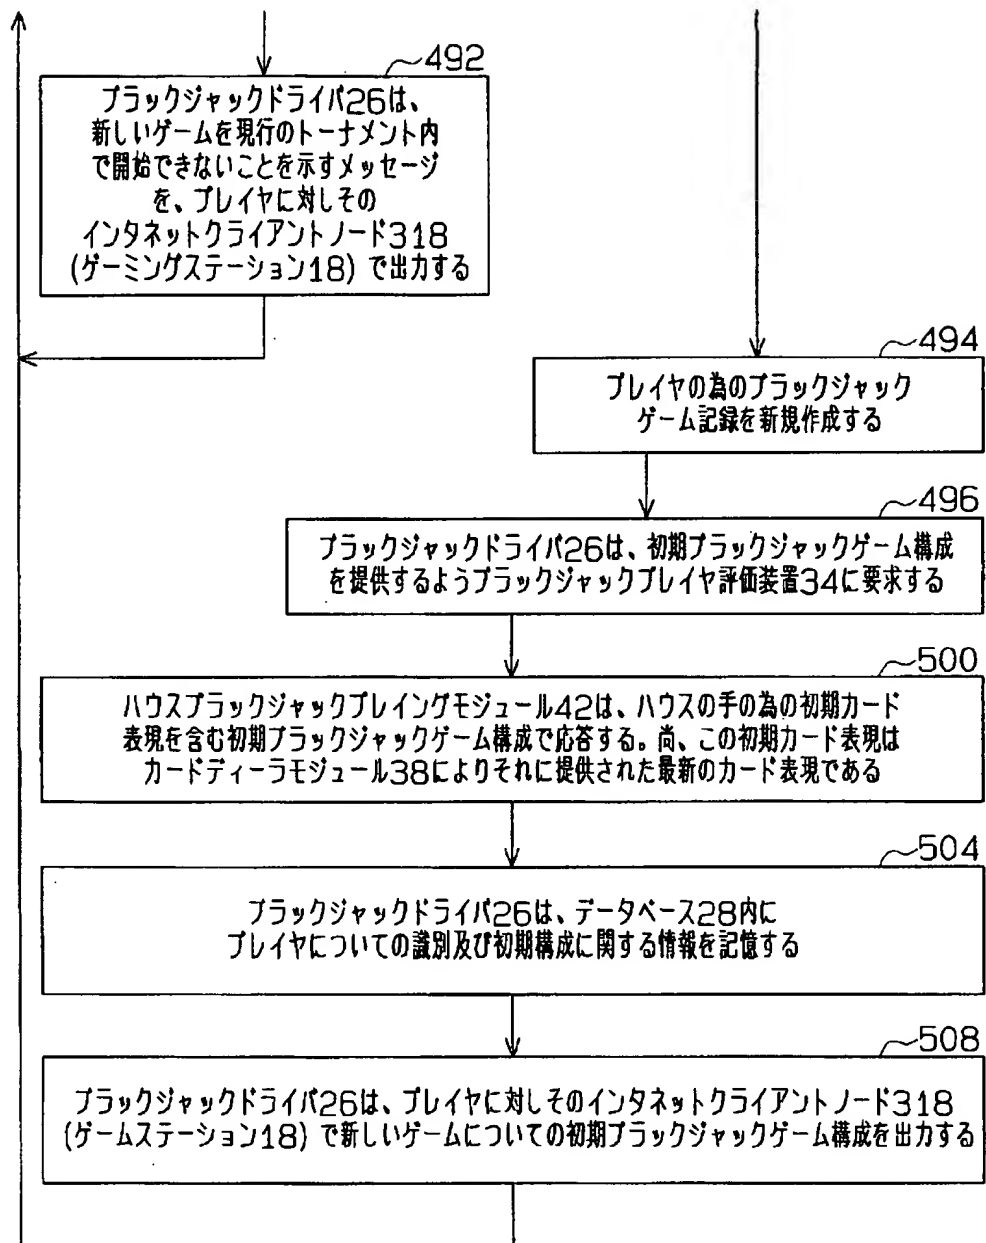 492
ブラックジャックドライバ26は、
新しいゲームを現行のトーナメント内
で開始できないことを示すメッセージ
を、プレイヤに対しその
インタネットクライアントノード318
(ゲーミングステーション18) で出力する
494
プレイヤの為のブラックジャック
ゲーム記録を新規作成する
496
ブラックジャックドライバ26は、初期ブラックジャックゲーム構成
を提供するようブラックジャックプレイヤ評価装置34に要求する
500
ハウスブラックジャックプレイングモジュール42は、ハウスの手の為の初期カード
表現を含む初期ブラックジャックゲーム構成で応答する。尚、この初期カード表現は
カードディーラモジュール38によりそれに提供された最新のカード表現である
504
ブラックジャックドライバ26は、データベース28内に
プレイヤについての識別及び初期構成に関する情報を記憶する
508
ブラックジャックドライバ26は、プレイヤに対しそのインタネットクライアントノード318
(ゲームステーション18) で新しいゲームについての初期ブラックジャックゲーム構成を出力する